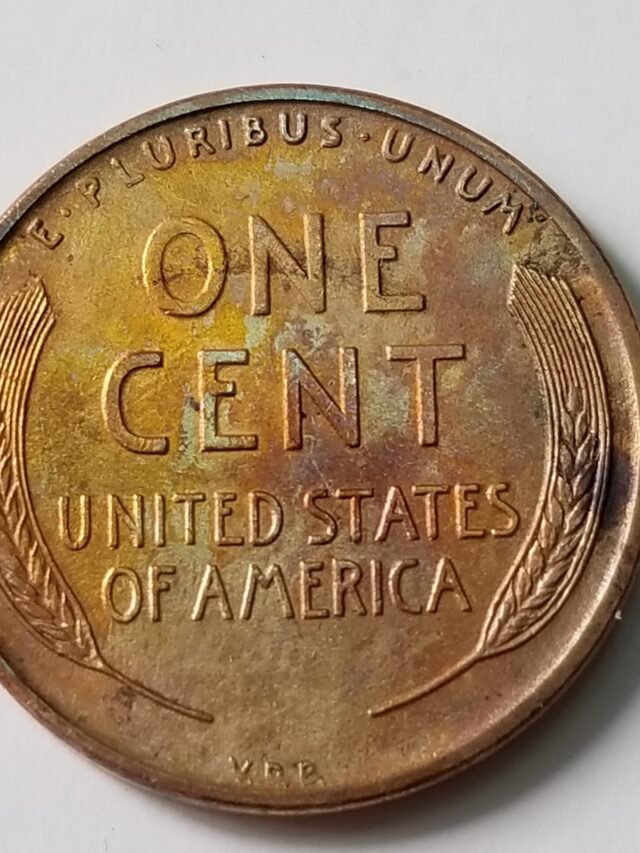 E·PLURIBUS·UNUM
ONE
CENT
UNITED STATES
OF AMERICA
V.D.B.